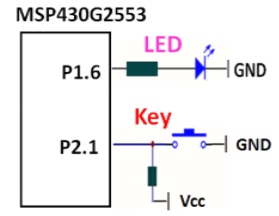 MSP430G2553
LED
P1.6
GND
Key
P2.1
GND
Vcc